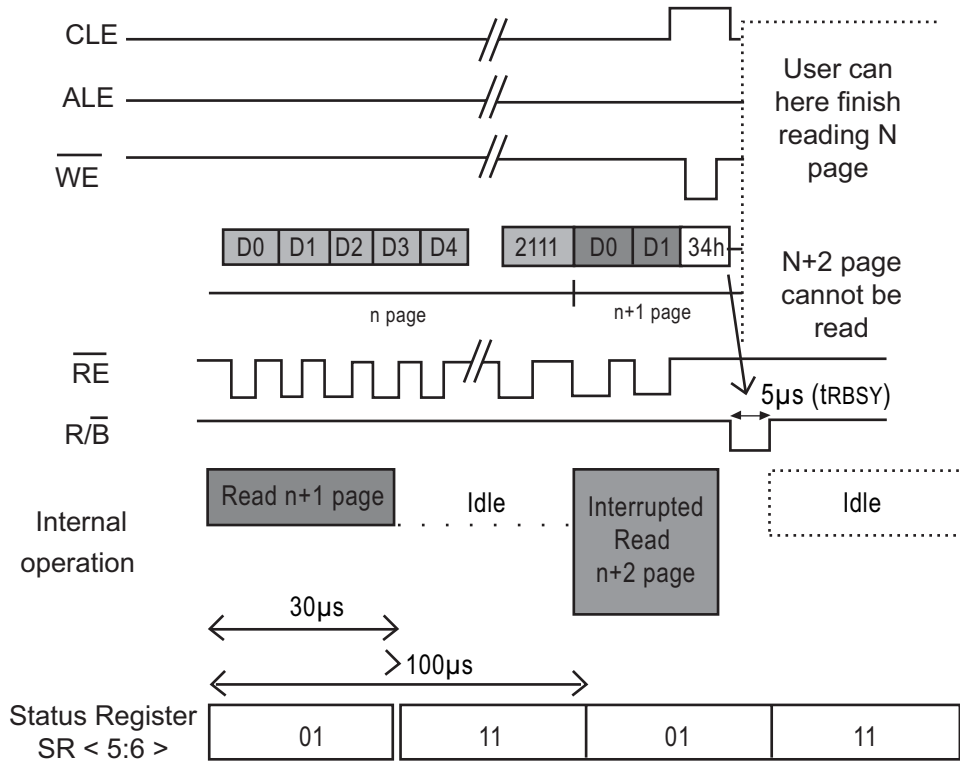 CLE
ALE
WE
User can
here finish
reading N
page
N+2 page
cannot be
read
D0 D1 D2 D3 D4 2111 D0 D1 34h
n page n+1 page
RE
5µs (tRBSY)
R/B
Internal
operation
Read n+1 page
Idle
Interrupted
Read
n+2 page
Idle
30µs
100µs
Status Register
SR < 5:6 >
01 11 01 11